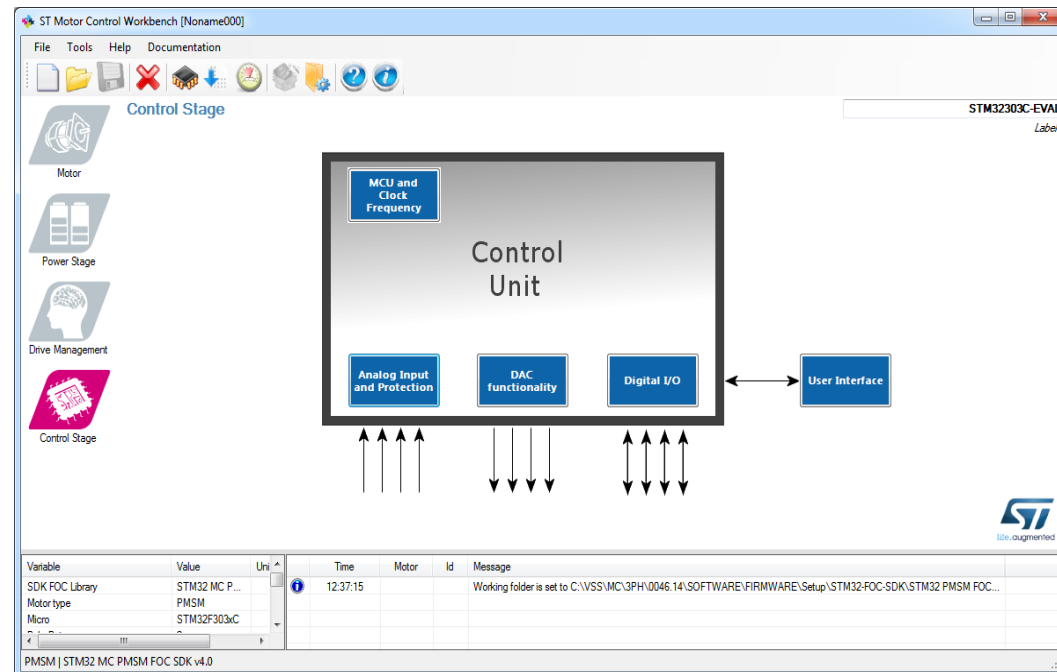 ST Motor Control Workbench [Noname000]
File Tools Help Documentation
Control Stage
STM32303C-EVAL
Label
Motor
Power Stage
Drive Management
Control Stage
MCU and
Clock
Frequency
Control
Unit
Analog Input
and Protection
DAC
functionality
Digital I/O
User Interface
ST
life.augmented
Variable Value Uni
SDK FOC Library STM32 MC P...
Motor type PMSM
Micro STM32F303xC
Time Motor Id Message
12:37:15 Working folder is set to C:\VSS\MC\3PH\0046.14\SOFTWARE\FIRMWARE\Setup\STM32-FOC-SDK\STM32 PMSM FOC...
PMSM | STM32 MC PMSM FOC SDK v4.0